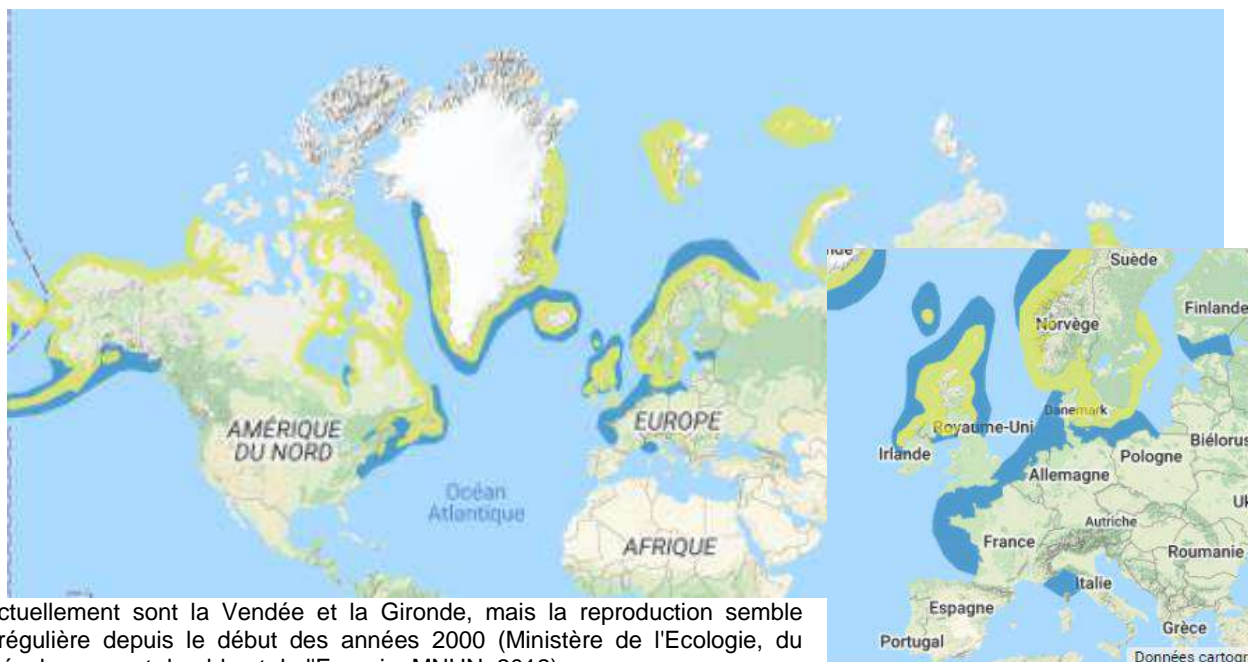 AMÉRIQUE
DU NORD
Océan
Atlantique
EUROPE
AFRIQUE
Suède
Finlande
Norvège
Danemark
Royaume-Uni
Irlande
Biélorus
Pologne
Allemagne
Autriche
France
Roumanie
Italie
Espagne
Grèce
Portugal
Données cartogr
ctuellement sont la Vendée et la Gironde, mais la reproduction semble
régulière depuis le début des années 2000 (Ministère de l'Ecologie, du